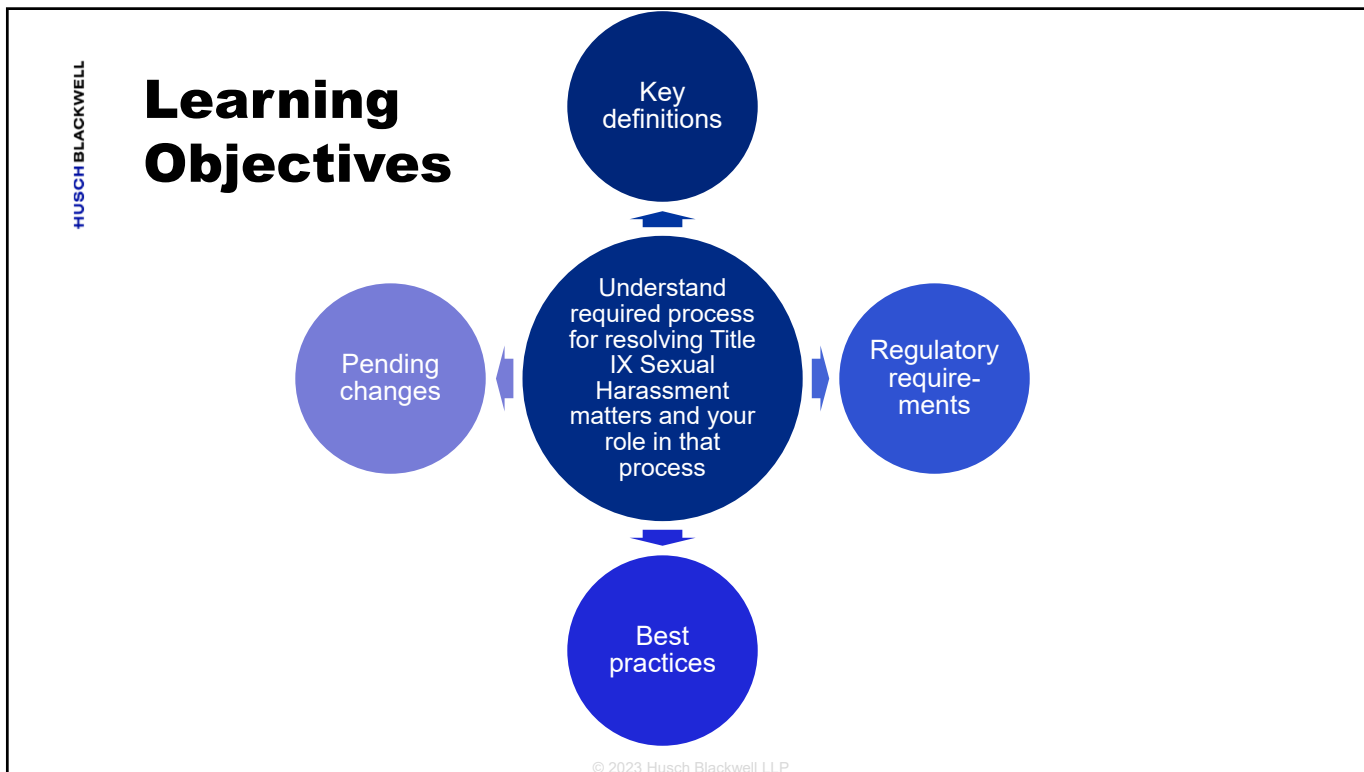 HUSCH BLACKWELL
Learning
Objectives
Key
definitions
Understand
required process
for resolving Title
IX Sexual
Harassment
matters and your
role in that
process
Pending
changes
Regulatory
require-
ments
Best
practices
© 2023 Husch Blackwell LLP